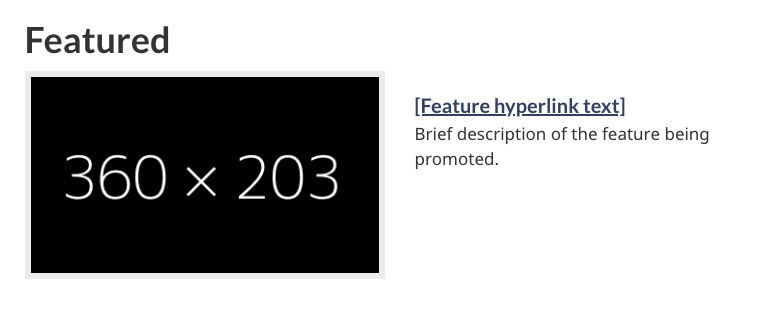 Featured
360 × 203
[Feature hyperlink text]
Brief description of the feature being
promoted.